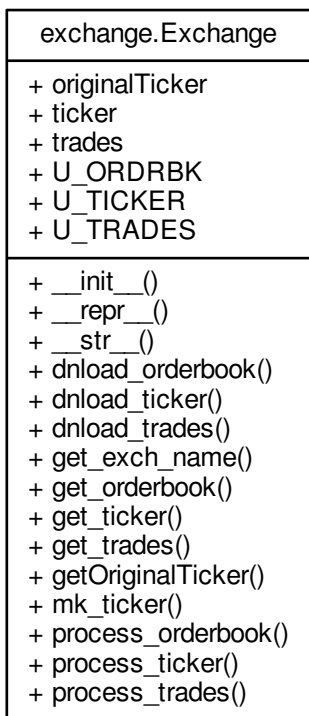 exchange.Exchange
+ originalTicker
+ ticker
+ trades
+ U_ORDRBK
+ U_TICKER
+ U_TRADES
+ __init__()
+ __repr__()
+ __str__()
+ dnload_orderbook()
+ dnload_ticker()
+ dnload_trades()
+ get_exch_name()
+ get_orderbook()
+ get_ticker()
+ get_trades()
+ getOriginalTicker()
+ mk_ticker()
+ process_orderbook()
+ process_ticker()
+ process_trades()